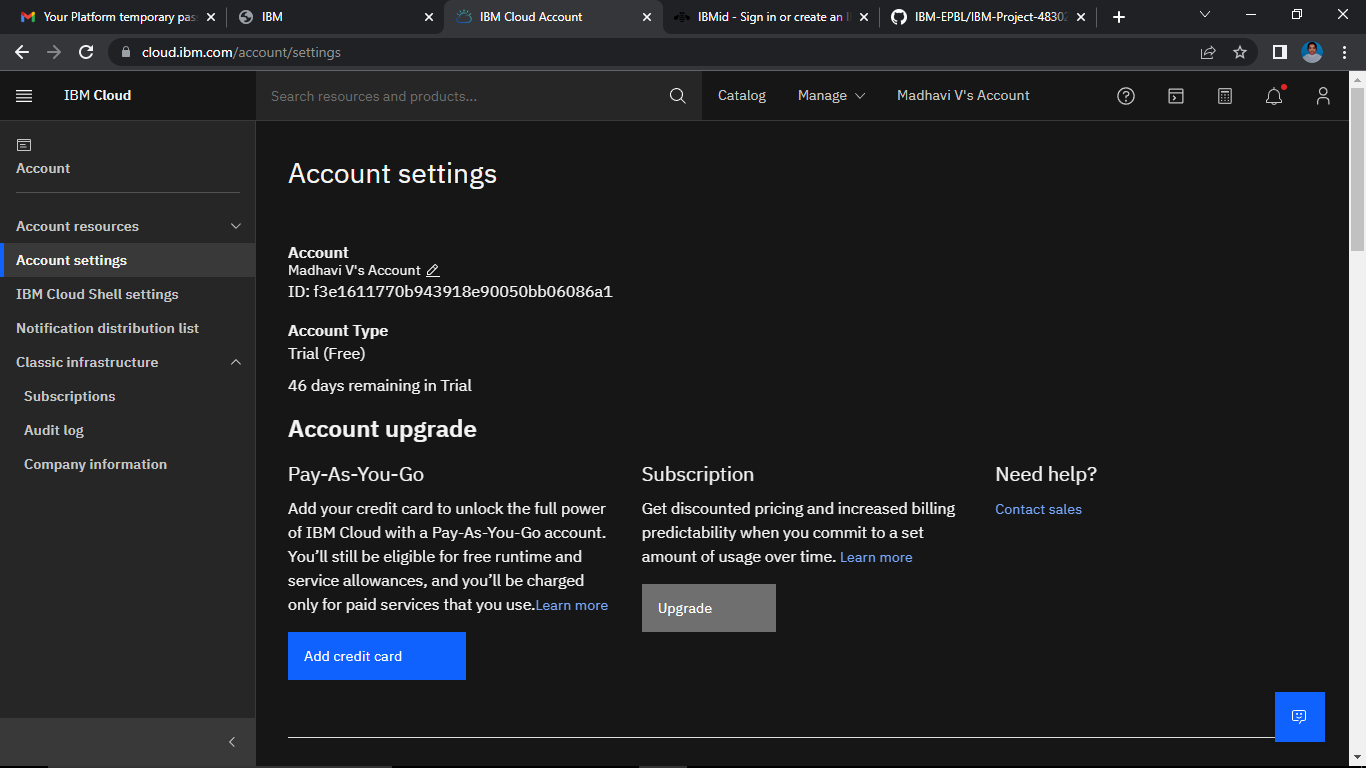 Your Platform temporary pas
IBM
IBM Cloud Account
IBMid - Sign in or create an I
IBM-EPBL/IBM-Project-48302
cloud.ibm.com/account/settings
IBM Cloud
Search resources and products...
Catalog
Manage
Madhavi V's Account
Account
Account resources
Account settings
IBM Cloud Shell settings
Notification distribution list
Classic infrastructure
Subscriptions
Audit log
Company information
Account settings
Account
Madhavi V's Account
ID: f3e1611770b943918e90050bb06086a1
Account Type
Trial (Free)
46 days remaining in Trial
Account upgrade
Pay-As-You-Go
Add your credit card to unlock the full power
of IBM Cloud with a Pay-As-You-Go account.
You’ll still be eligible for free runtime and
service allowances, and you’ll be charged
only for paid services that you use.Learn more
Add credit card
Subscription
Get discounted pricing and increased billing
predictability when you commit to a set
amount of usage over time. Learn more
Upgrade
Need help?
Contact sales